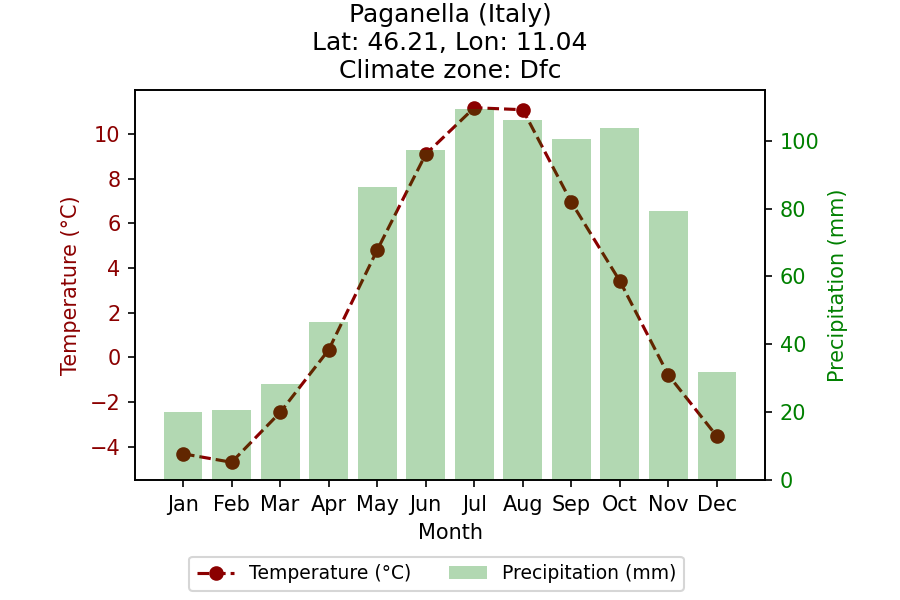 Paganella (Italy)
Lat: 46.21, Lon: 11.04
Climate zone: Dfc
Temperature (°C)
10
8
6
4
2
0
−2
−4
Precipitation (mm)
100
80
60
40
20
0
Jan Feb Mar Apr May Jun Jul Aug Sep Oct Nov Dec
Month
Temperature (°C) Precipitation (mm)